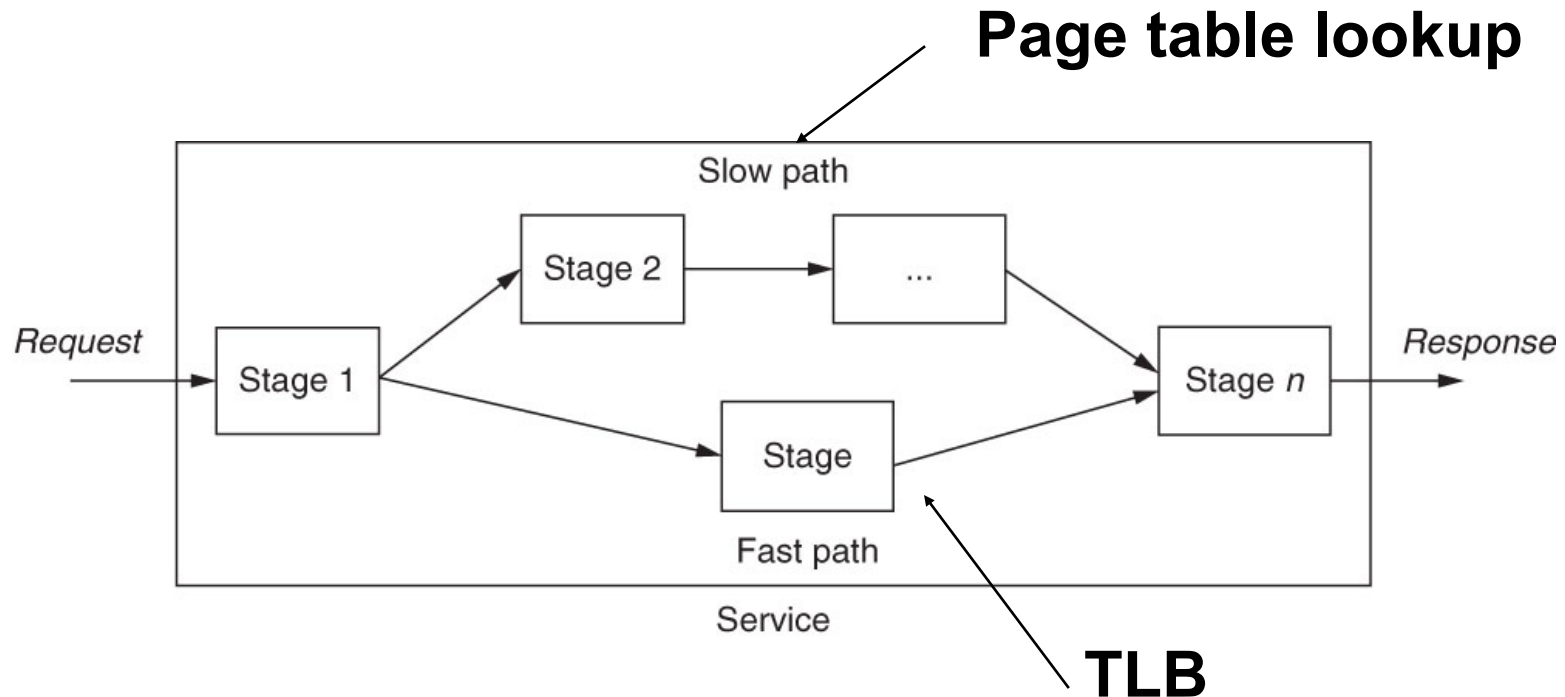 Page table lookup
Slow path
Stage 2
...
Request
Stage 1
Stage n
Response
Stage
Fast path
Service
TLB